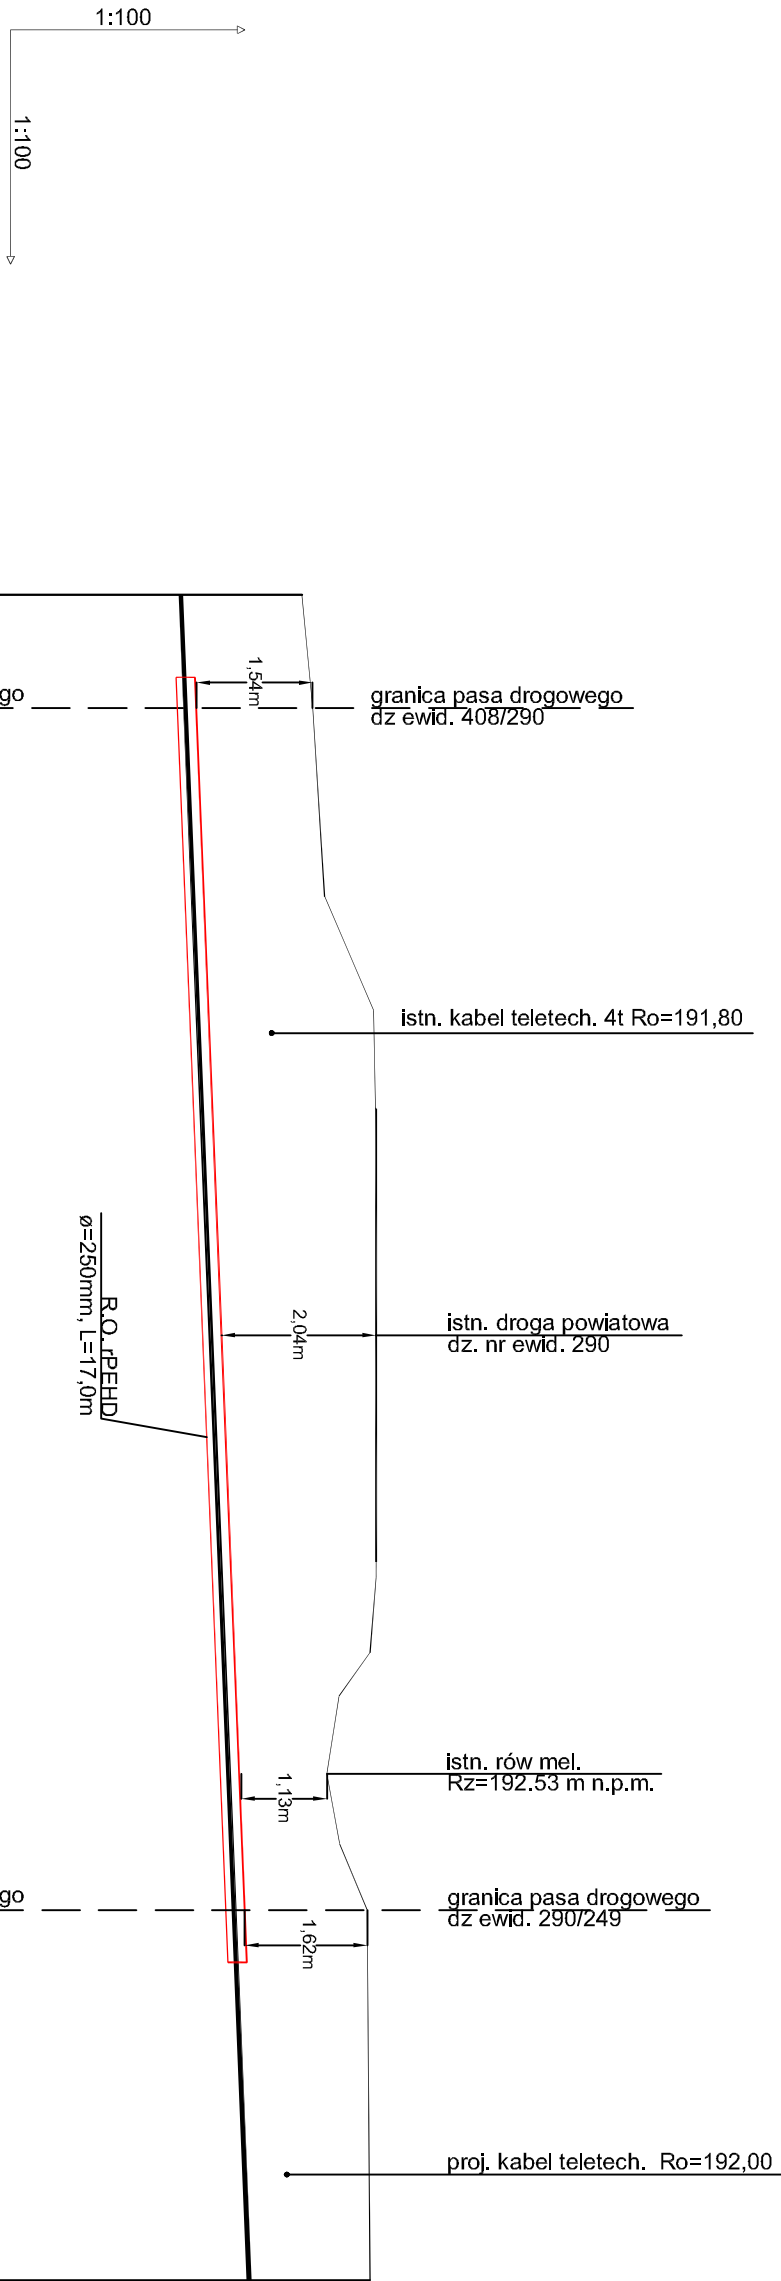 1:100
1:100
go
1,54m
granica pasa drogowego
dz ewid. 408/290
istn. kabel teletech. 4t Ro=191,80
R.O. rPEHD
ø=250mm, L=17,0m
2,04m
istn. droga powiatowa
dz. nr ewid. 290
istn. rów mel.
Rz=192.53 m n.p.m.
1,13m
go
granica pasa drogowego
dz ewid. 290/249
1,62m
proj. kabel teletech. Ro=192,00